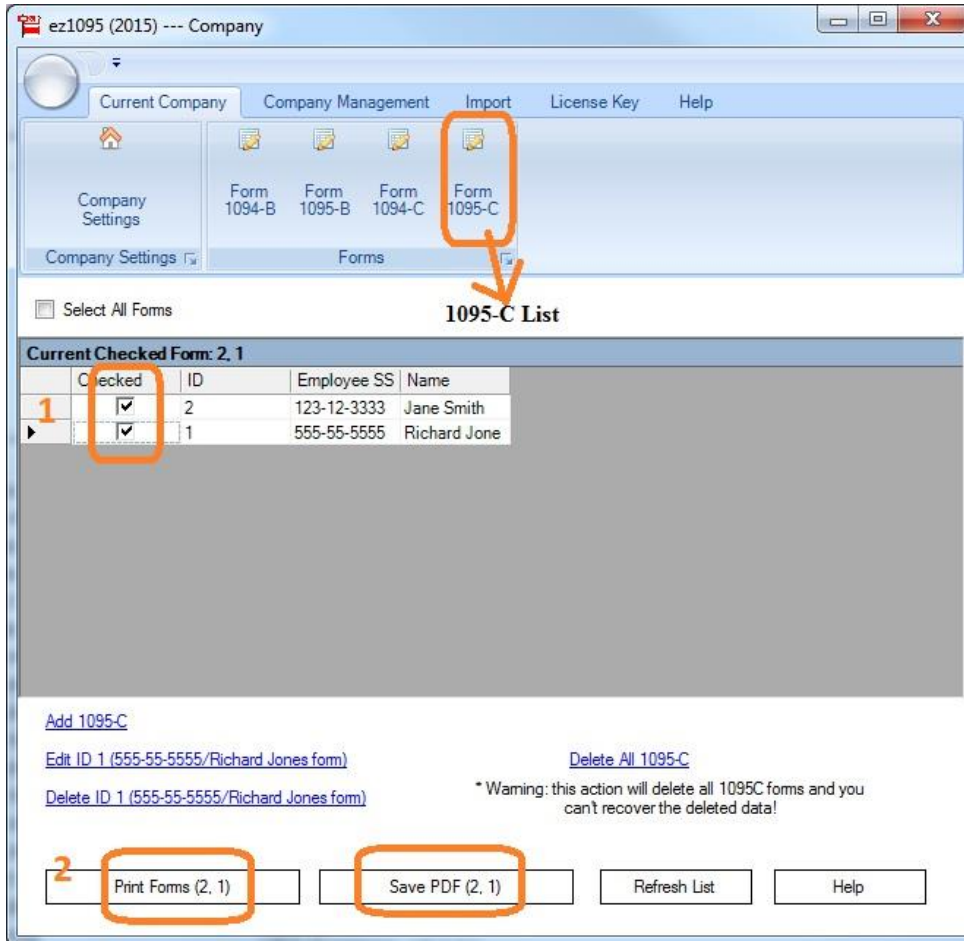 ez1095 (2015) --- Company
Current Company Company Management Import License Key Help
Company Settings
Form 1094-B
Form 1095-B
Form 1094-C
Form 1095-C
Company Settings Forms
Select All Forms
1095-C List
Current Checked Form: 2, 1
Checked ID Employee SS Name
1 2 123-12-3333 Jane Smith
1 555-55-5555 Richard Jone
Add 1095-C
Edit ID 1 (555-55-5555/Richard Jones form)
Delete ID 1 (555-55-5555/Richard Jones form)
Delete All 1095-C
* Warning: this action will delete all 1095C forms and you
can't recover the deleted data!
2 Print Forms (2, 1) Save PDF (2, 1) Refresh List Help